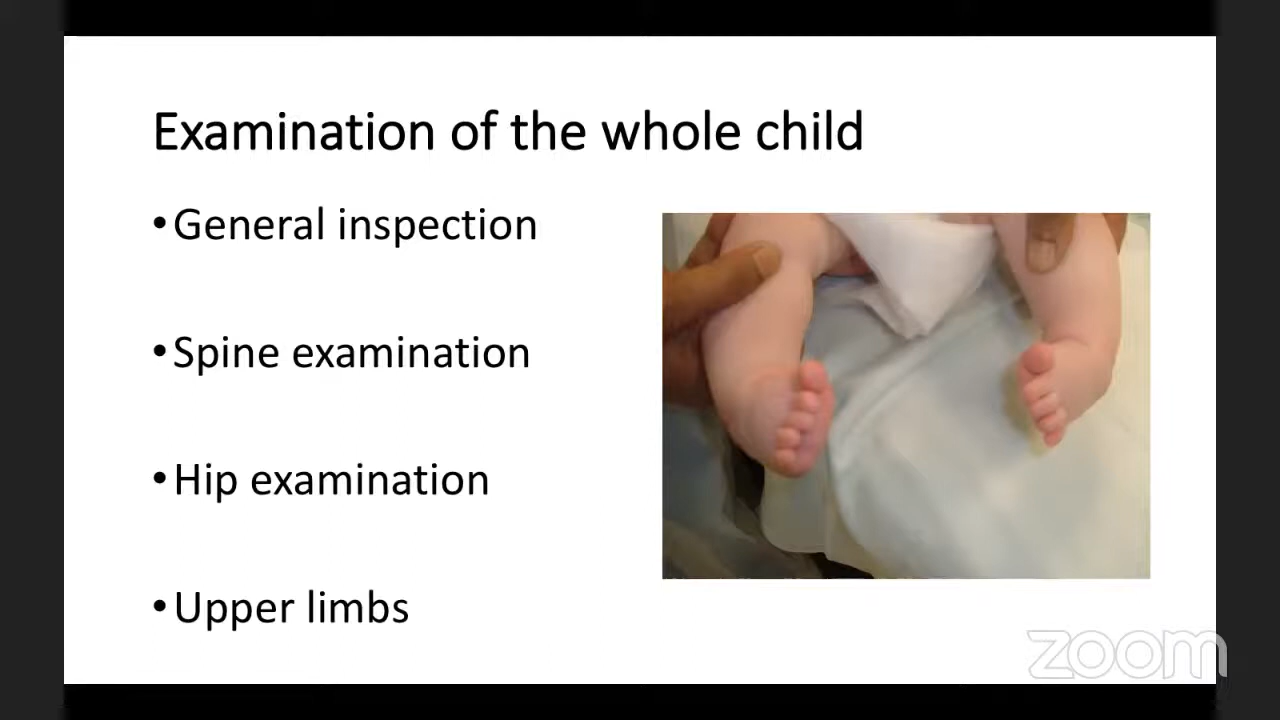 Examination of the whole child
•General inspection
•Spine examination
•Hip examination
•Upper limbs
zoom